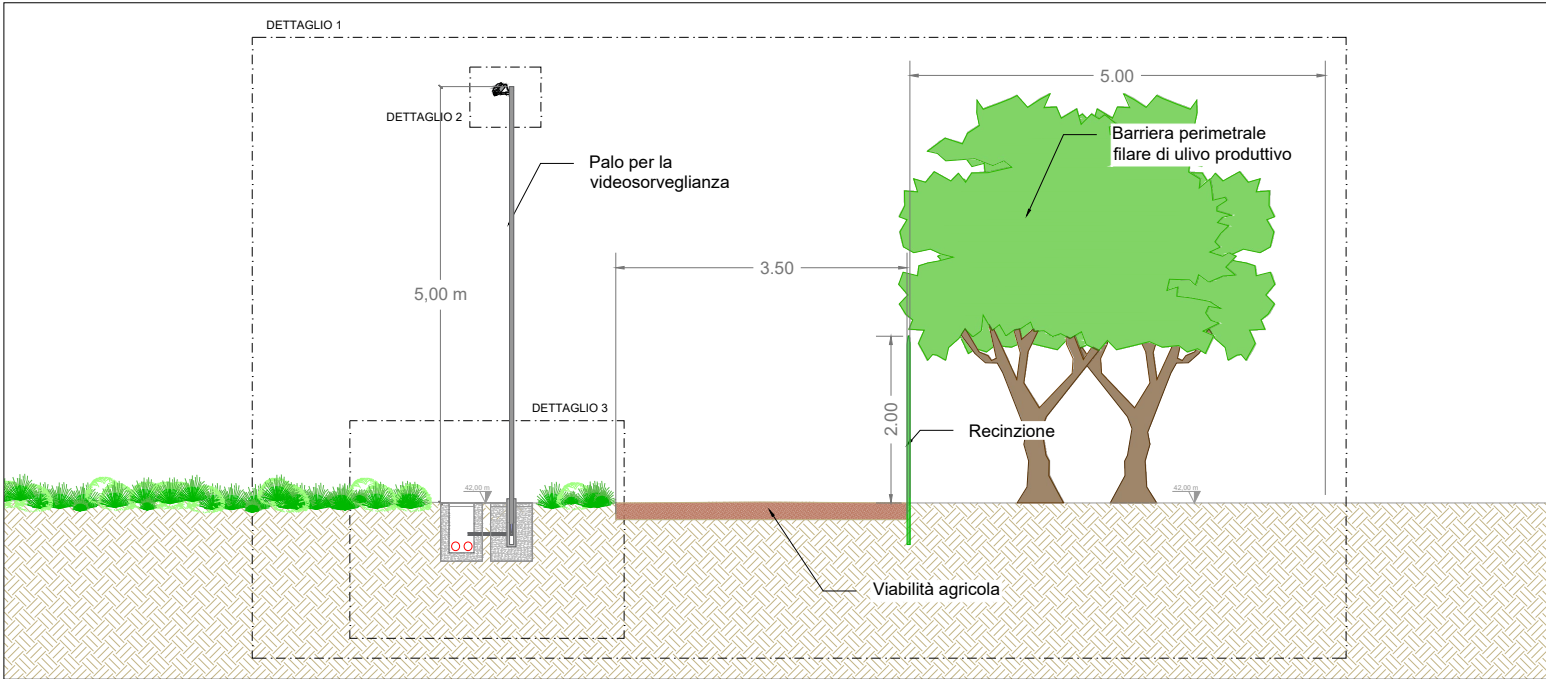 DETTAGLIO 1
5.00
DETTAGLIO 2
Barriera perimetrale
filare di ulivo produttivo
Palo per la
videosorveglianza
3.50
5,00 m
DETTAGLIO 3
2.00
Recinzione
42,00 m
42,00 m
Viabilità agricola